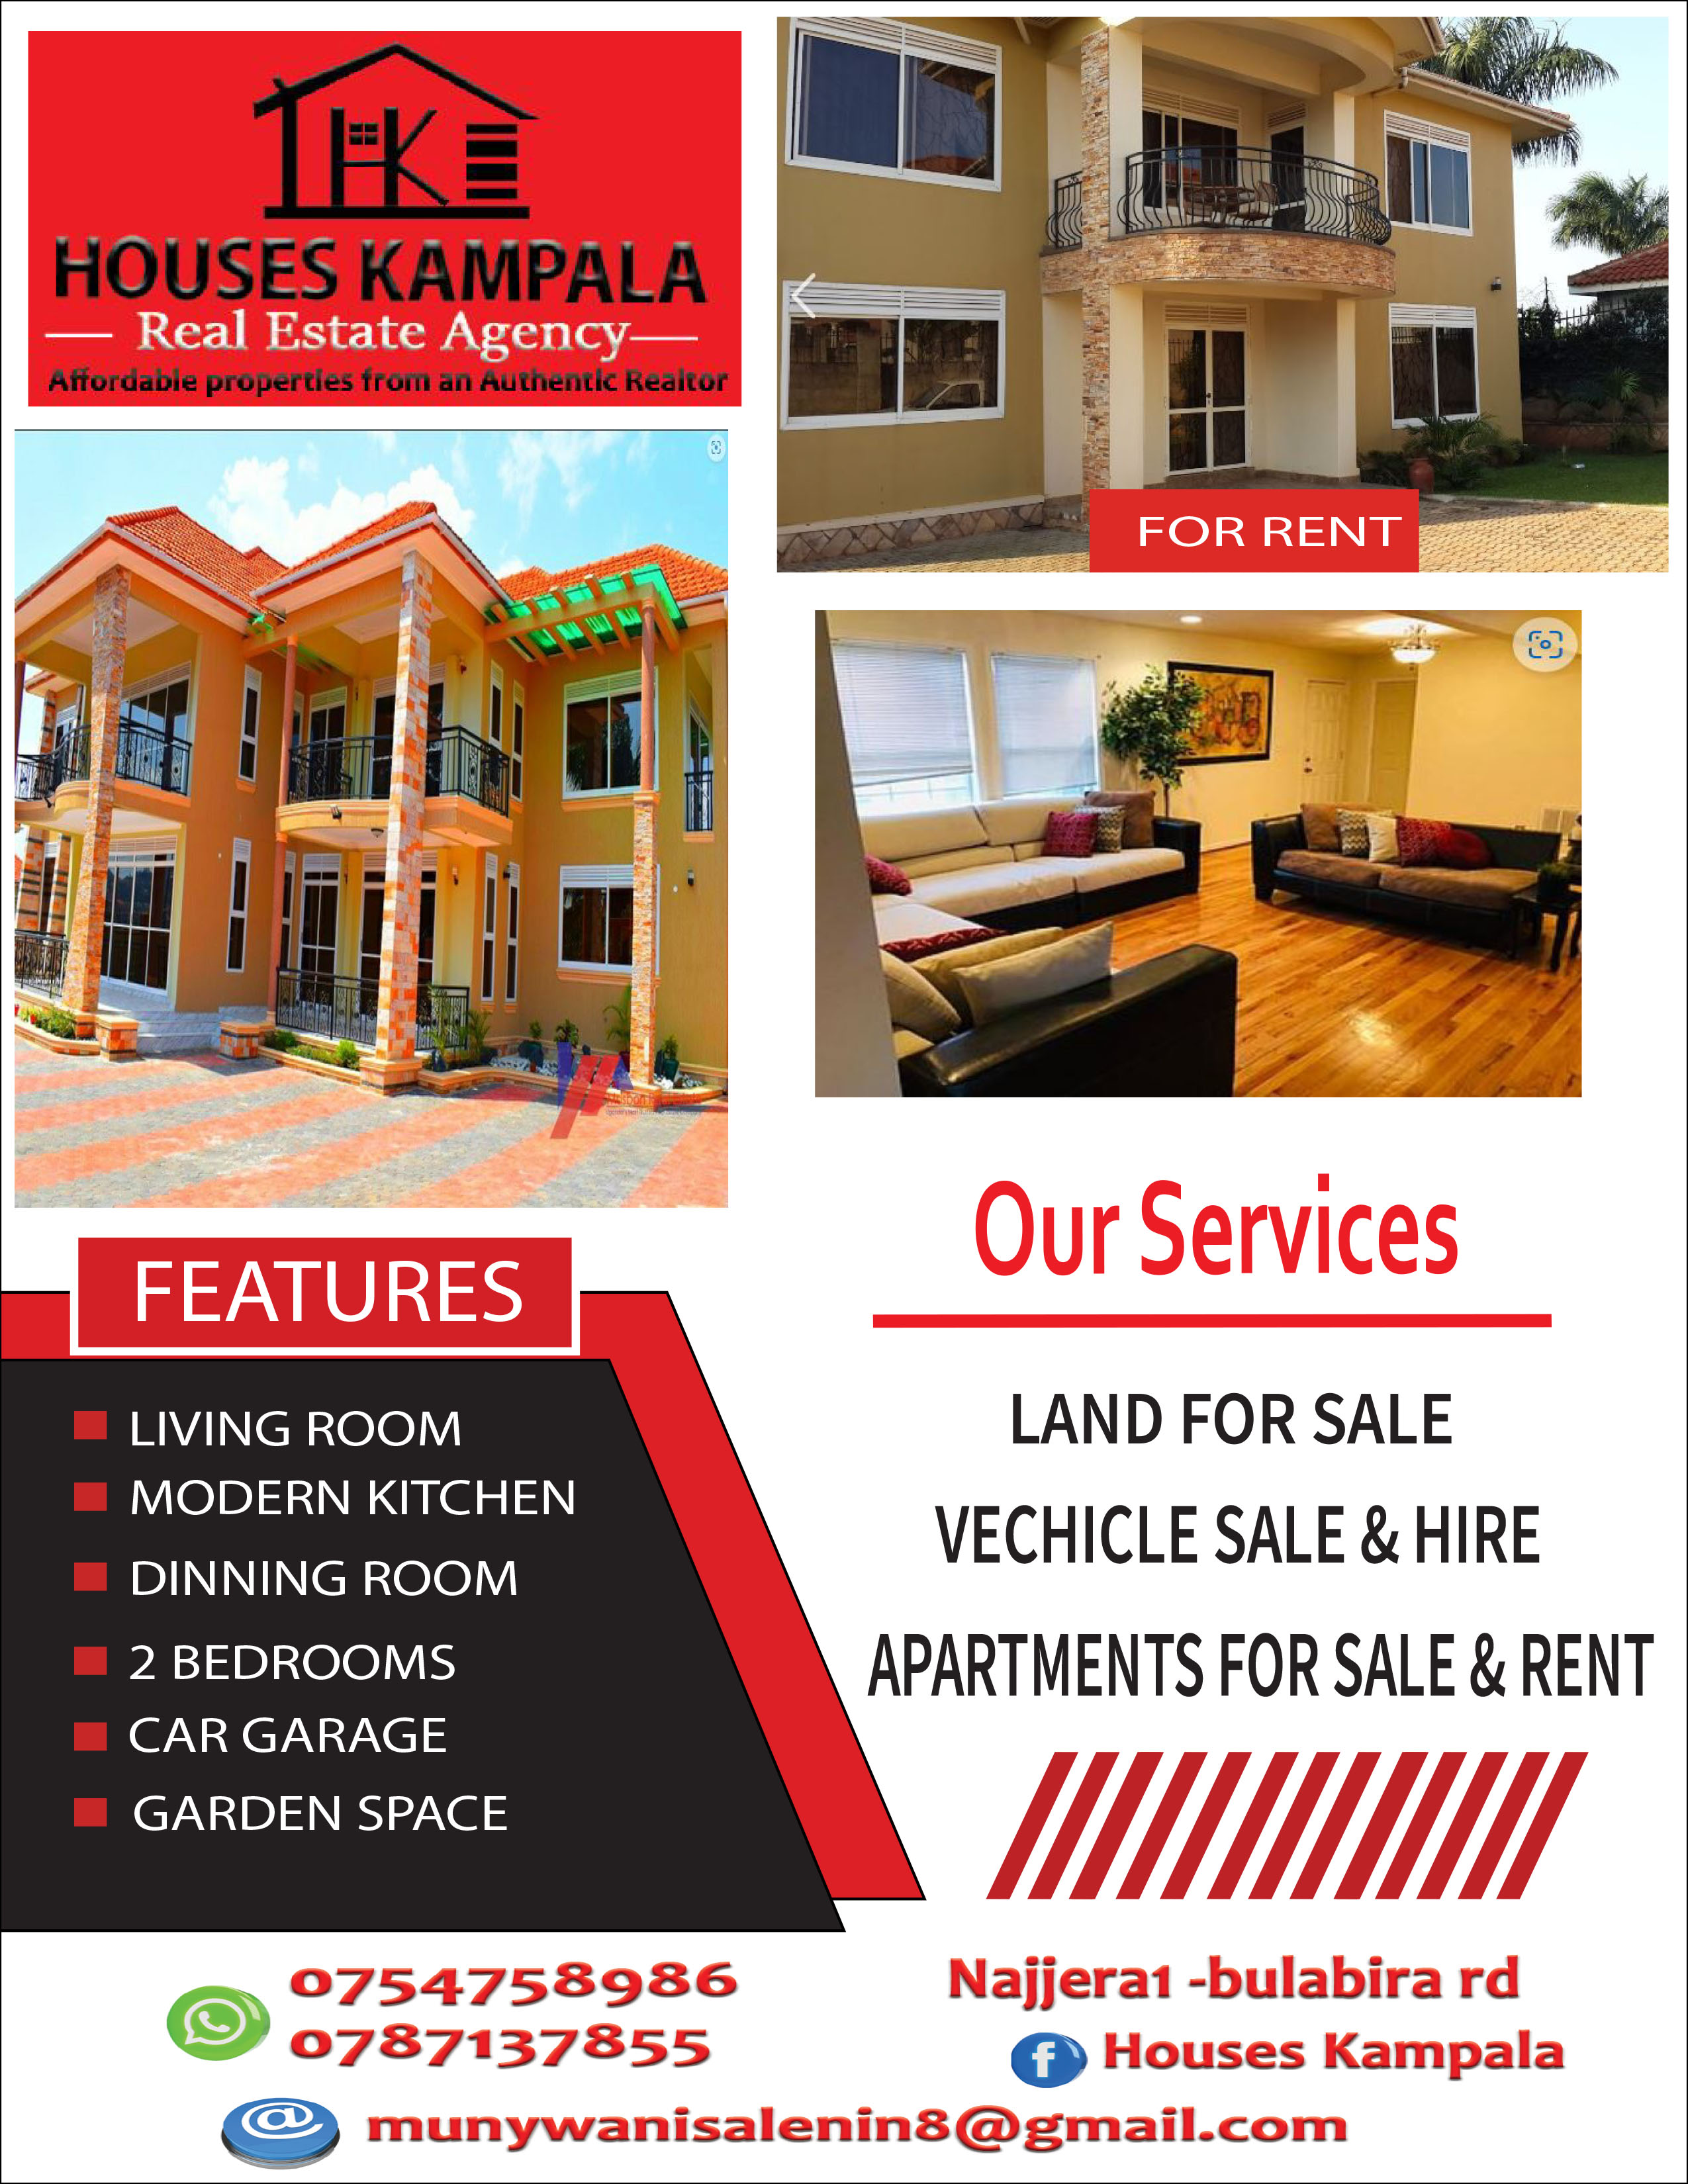 HK
HOUSES KAMPALA
Real Estate Agency
Affordable properties from an Authentic Realtor
FOR RENT
FEATURES
LIVING ROOM
MODERN KITCHEN
DINNING ROOM
2 BEDROOMS
CAR GARAGE
GARDEN SPACE
Our Services
LAND FOR SALE
VECHICLE SALE & HIRE
APARTMENTS FOR SALE & RENT
0754758986
0787137855
Najjera1 -bulabira rd
Houses Kampala
munywanisalenin8@gmail.com